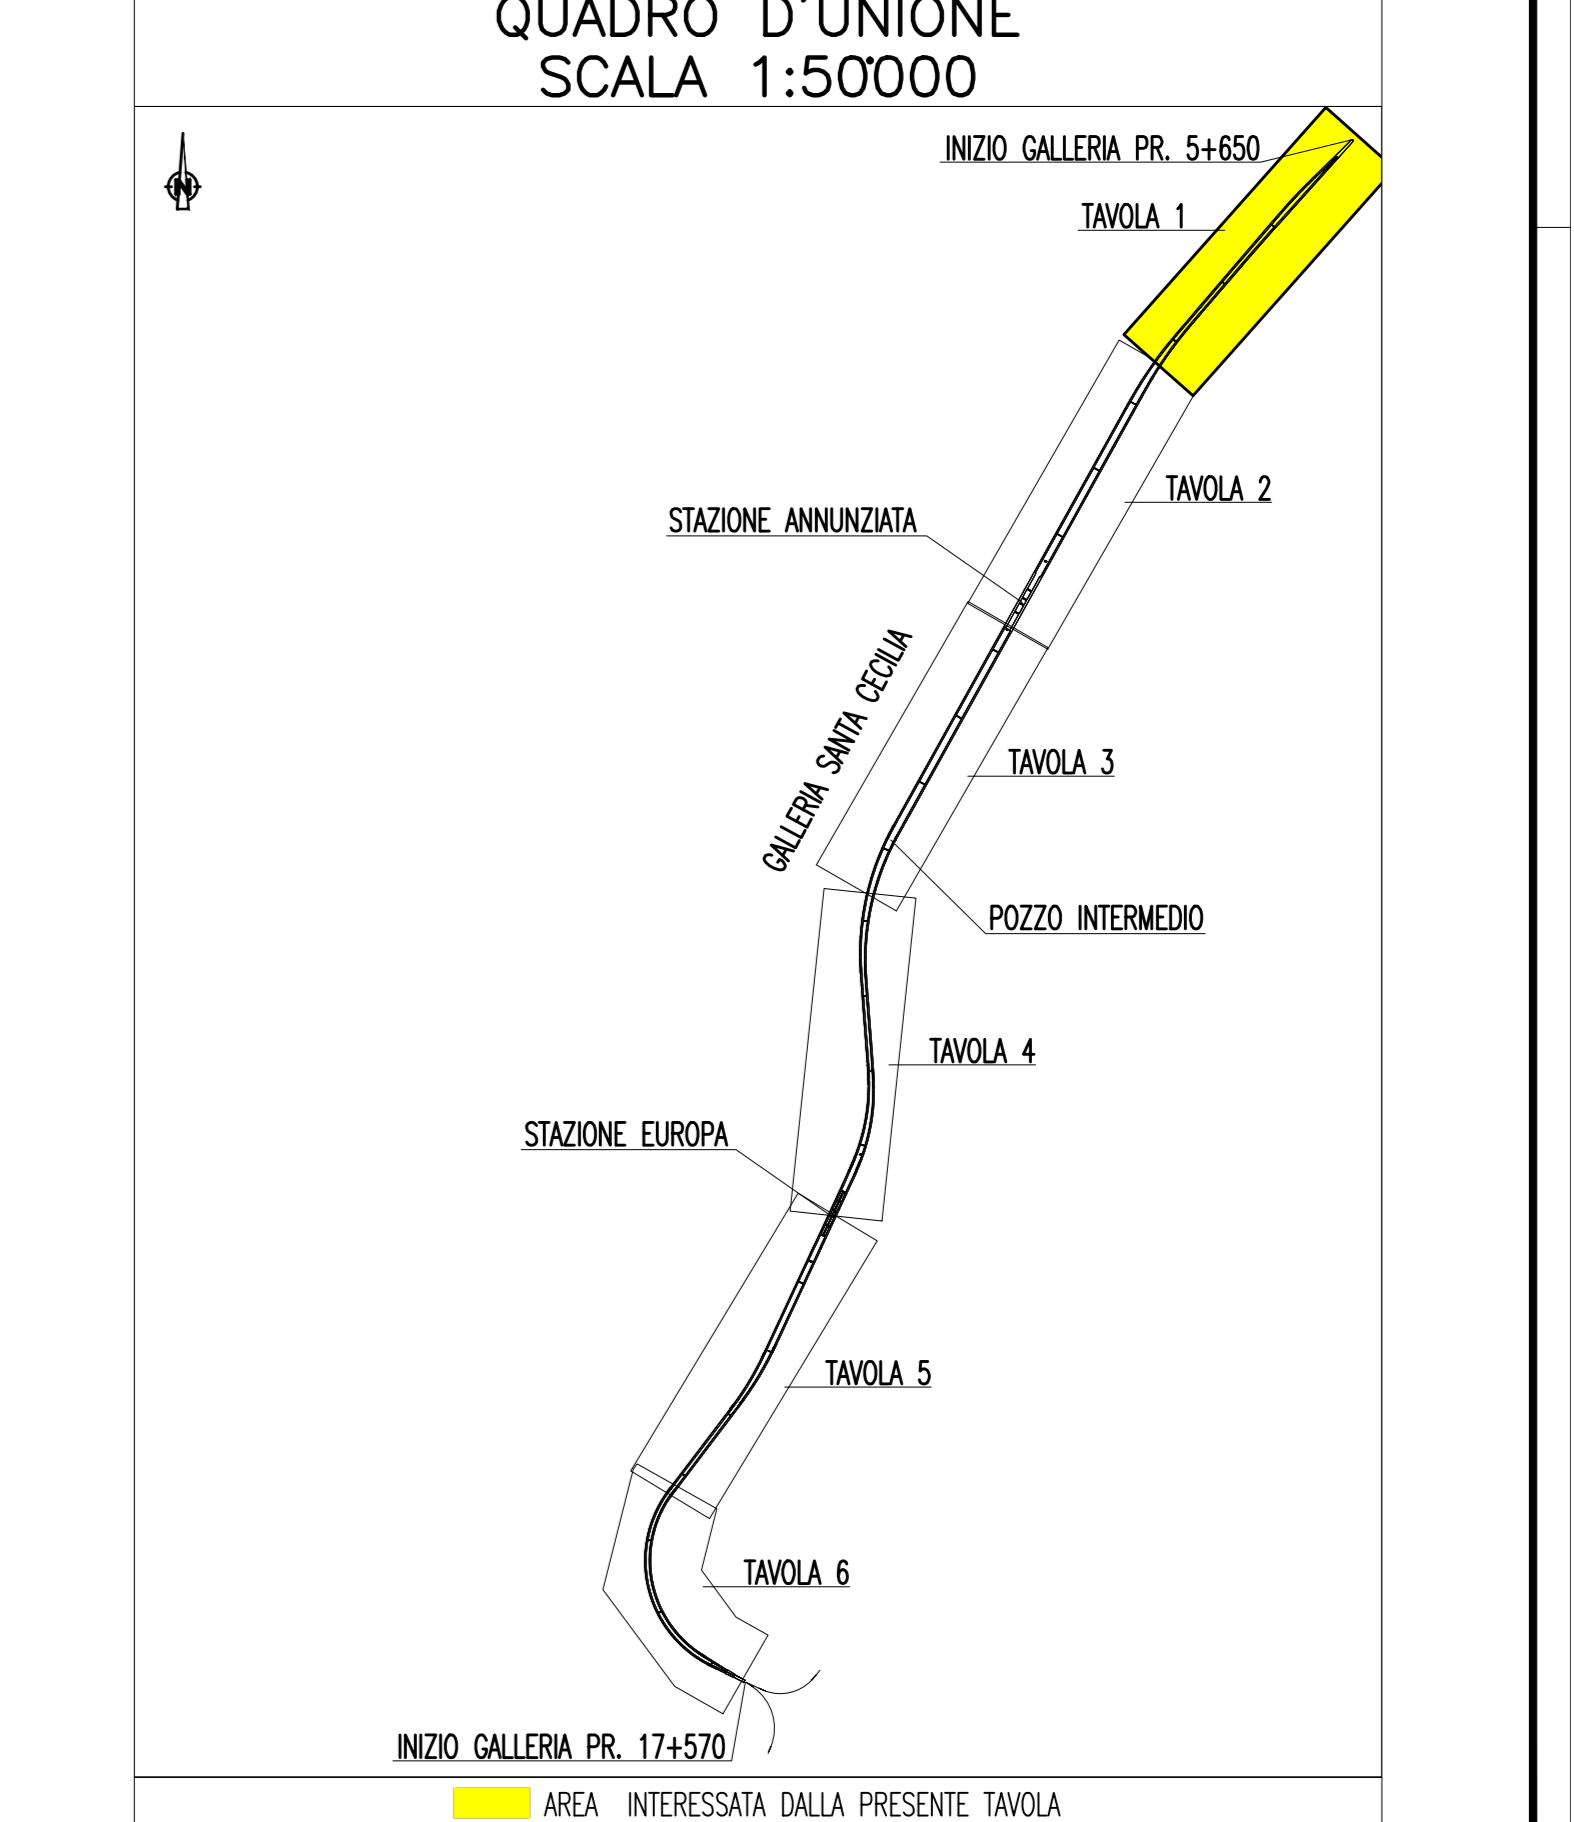 QUADRO D'UNIONE
SCALA 1:50'000
N
INIZIO GALLERIA PR. 5+650
TAVOLA 1
TAVOLA 2
STAZIONE ANNUNZIATA
GALLERIA SANTA CECILIA
TAVOLA 3
POZZO INTERMEDIO
TAVOLA 4
STAZIONE EUROPA
TAVOLA 5
TAVOLA 6
INIZIO GALLERIA PR. 17+570
AREA INTERESSATA DALLA PRESENTE TAVOLA